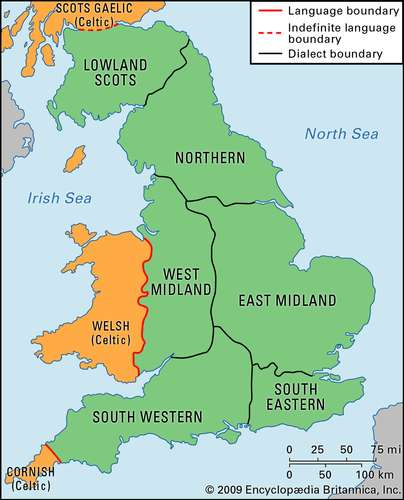 SCOTS GAELIC
(Celtic)
Language boundary
Indefinite language
boundary
Dialect boundary
LOWLAND
SCOTS
North Sea
NORTHERN
Irish Sea
WEST
MIDLAND
EAST MIDLAND
WELSH
(Celtic)
SOUTH
EASTERN
SOUTH WESTERN
CORNISH
(Celtic)
0 25 50 75 mi
0 50 100 km
© 2009 Encyclopædia Britannica, Inc.